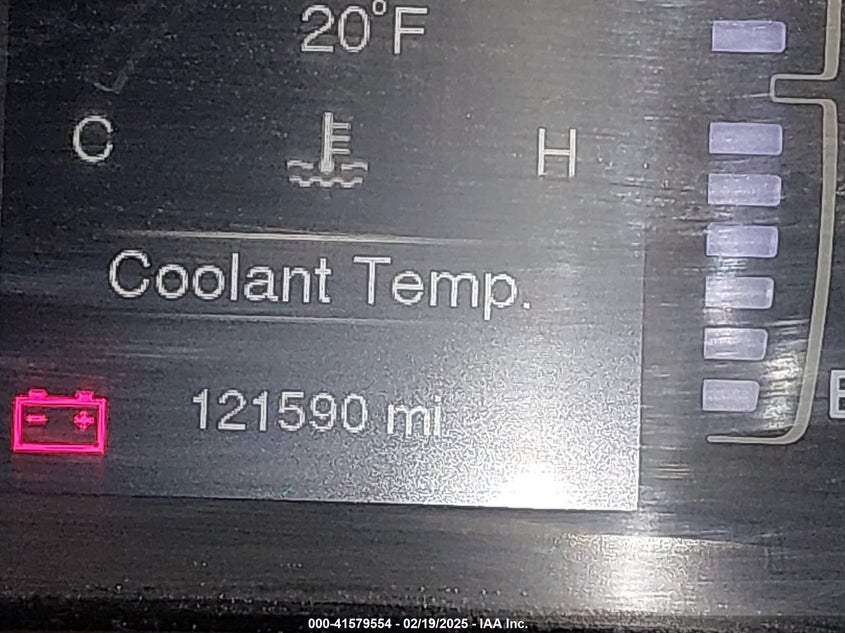 20°F
C H
Coolant Temp.
121590 mi
E
000-41579554 - 02/19/2025 - IAA Inc.